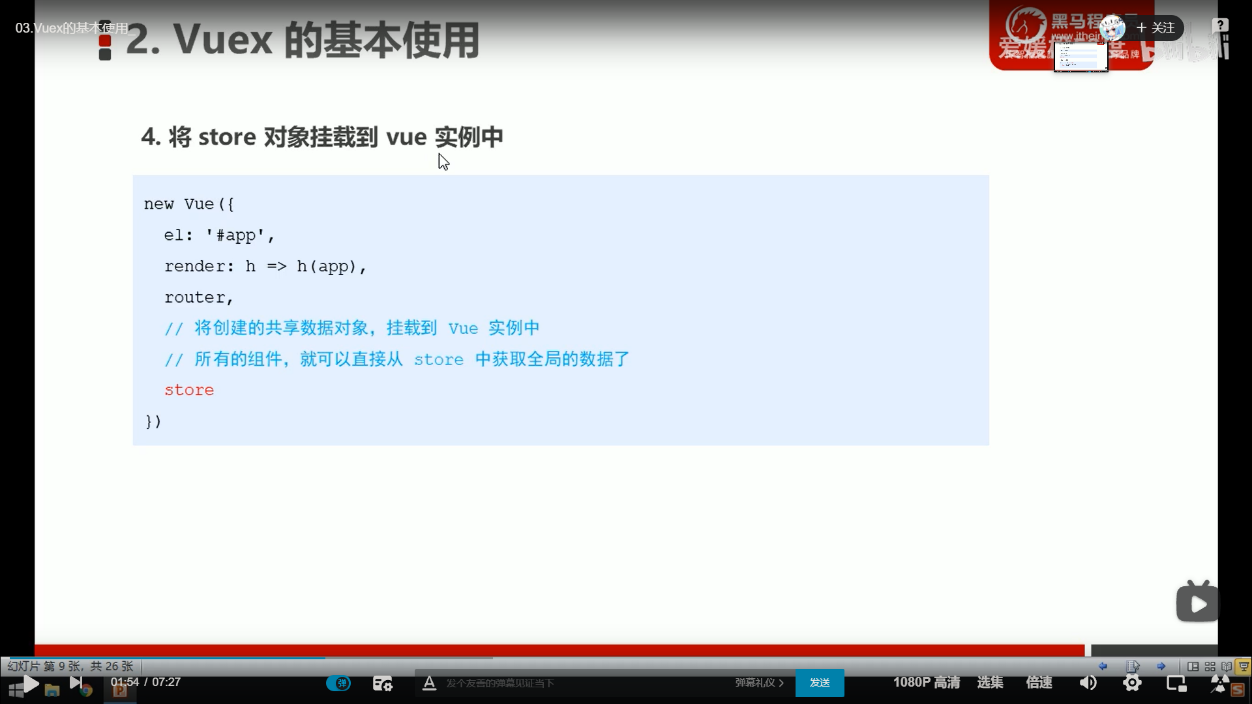 03.Vuex的基本使用
2. Vuex 的基本使用
黑马程
www.itheim
+ 关注
4. 将 store 对象挂载到 vue 实例中
new Vue({
el: '#app',
render: h => h(app),
router,
// 将创建的共享数据对象，挂载到 Vue 实例中
// 所有的组件，就可以直接从 store 中获取全局的数据了
store
})
幻灯片 第 9 张，共 26 张
01:54 / 07:27
弹
发个友善的弹幕见证当下
弹幕礼仪 >
发送
1080P 高清
选集
倍速